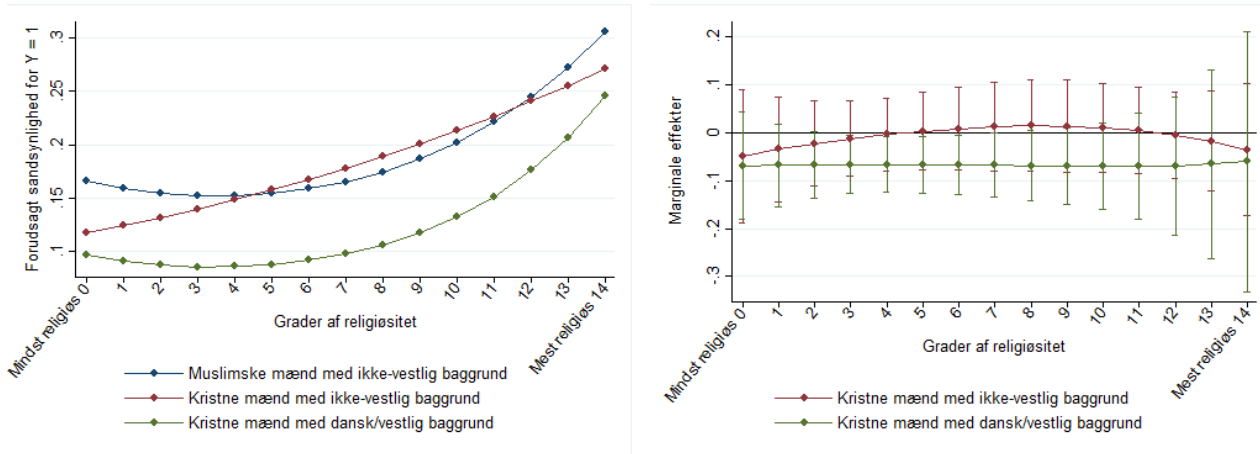 Forudsagt sandsynlighed for Y = 1
.3
.25
.2
.15
.1
Mindst religiøs 0
1
2
3
4
5
6
7
8
9
10
11
12
13
Mest religiøs 14
Grader af religiøsitet
Muslimske mænd med ikke-vestlig baggrund
Kristne mænd med ikke-vestlig baggrund
Kristne mænd med dansk/vestlig baggrund
Marginale effekter
.2
.1
0
-.1
-.2
-.3
Mindst religiøs 0
1
2
3
4
5
6
7
8
9
10
11
12
13
Mest religiøs 14
Grader af religiøsitet
Kristne mænd med ikke-vestlig baggrund
Kristne mænd med dansk/vestlig baggrund